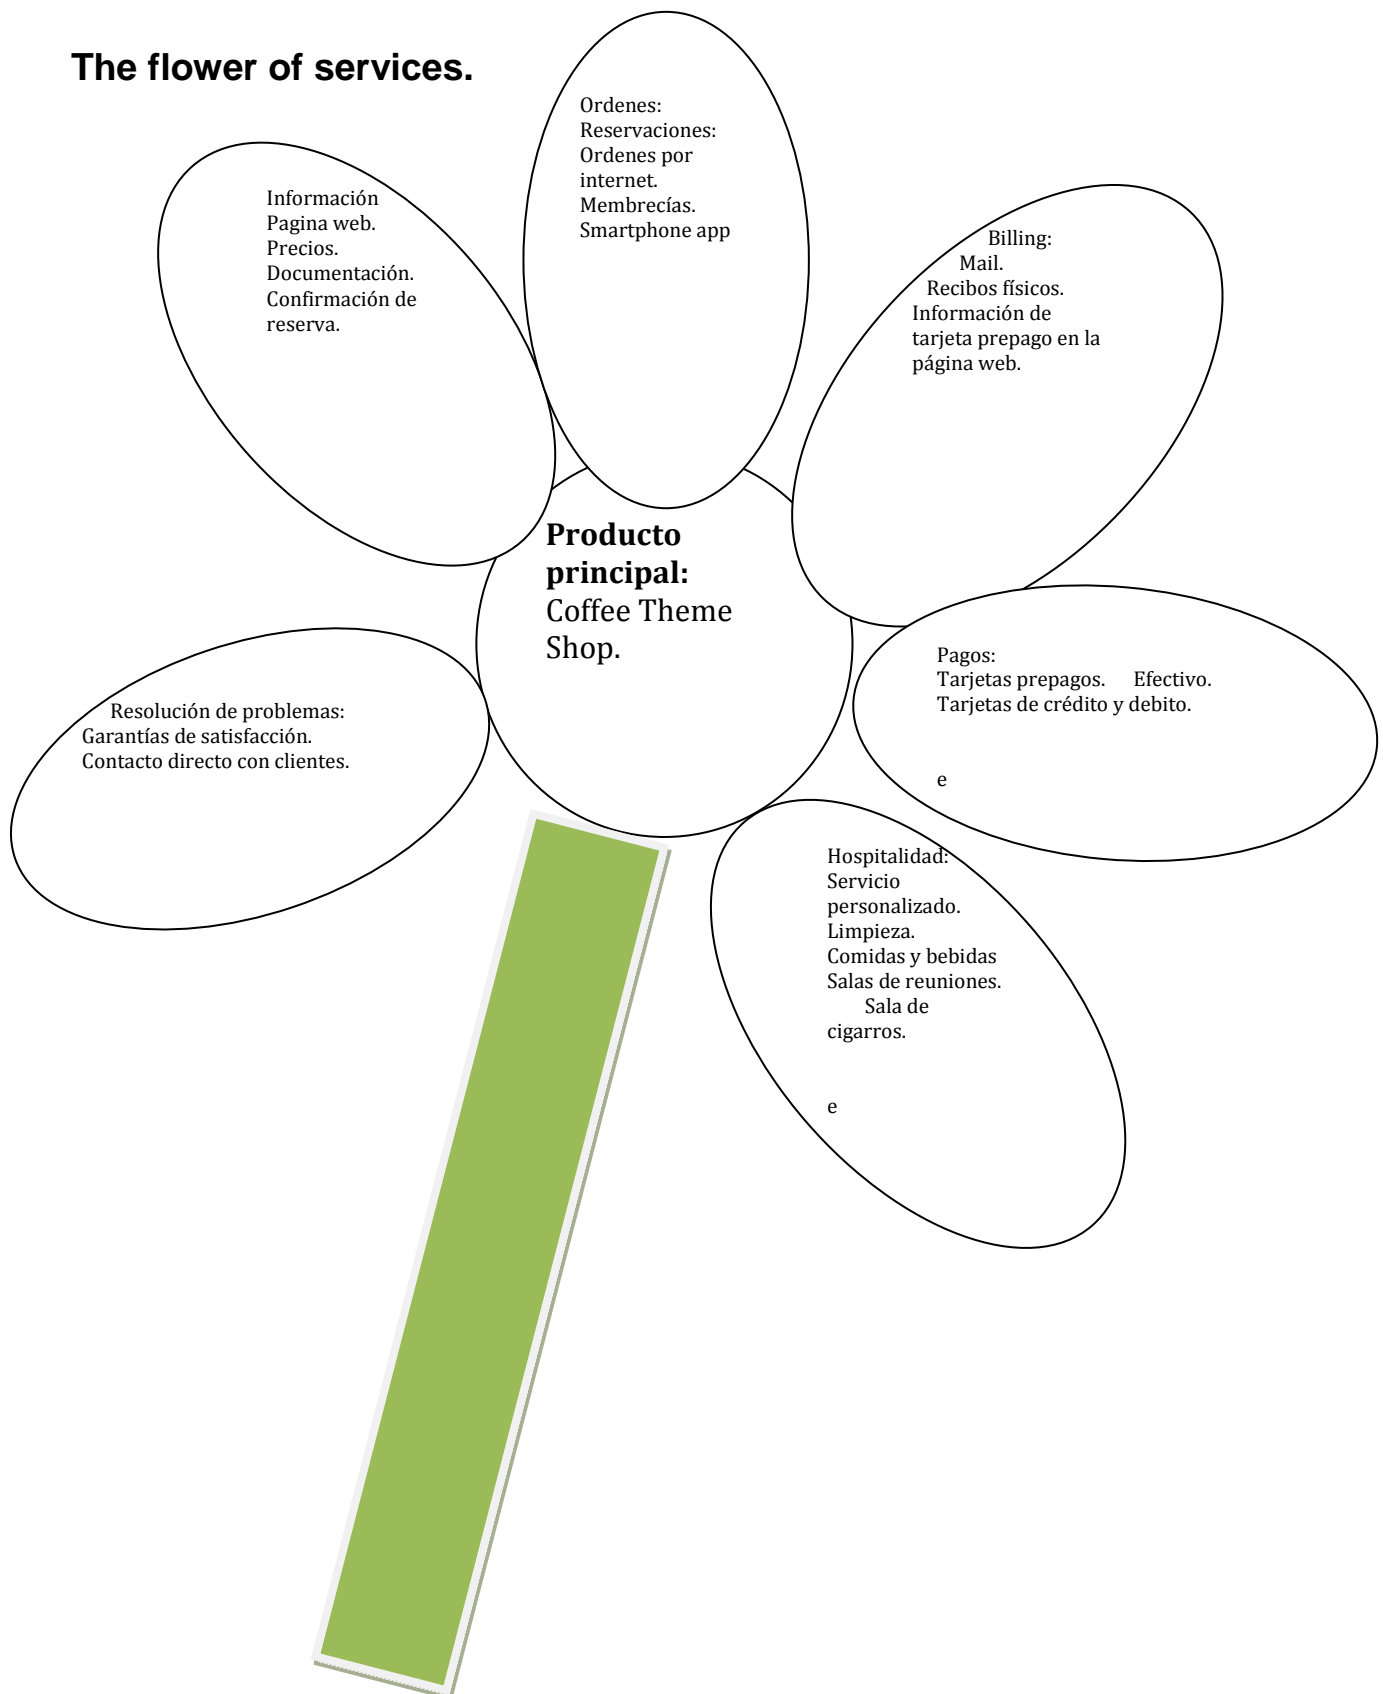 The flower of services.
Ordenes:
Reservaciones:
Ordenes por
internet.
Membrecías.
Smartphone app
Información
Pagina web.
Precios.
Documentación.
Confirmación de
reserva.
Billing:
Mail.
Recibos físicos.
Información de
tarjeta prepago en la
página web.
Producto
principal:
Coffee Theme
Shop.
Pagos:
Tarjetas prepagos. Efectivo.
Tarjetas de crédito y debito.
e
Resolución de problemas:
Garantías de satisfacción.
Contacto directo con clientes.
Hospitalidad:
Servicio
personalizado.
Limpieza.
Comidas y bebidas
Salas de reuniones.
Sala de
cigarros.
e